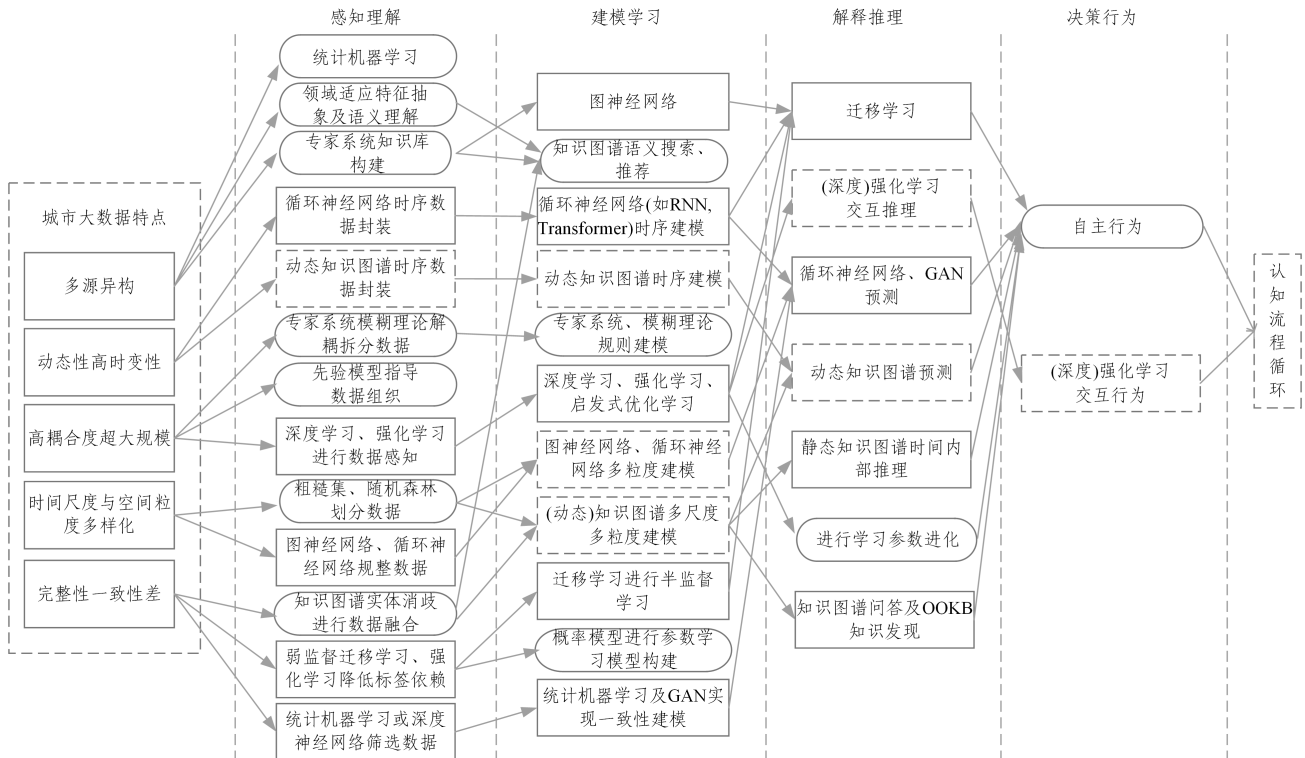 感知理解
建模学习
解释推理
决策行为
城市大数据特点
多源异构
动态性高时变性
高耦合度超大规模
时间尺度与空间粒
度多样化
完整性一致性差
统计机器学习
领域适应特征抽
象及语义理解
专家系统知识库
构建
循环神经网络时序数
据封装
动态知识图谱时序数
据封装
专家系统模糊理论解
耦拆分数据
先验模型指导
数据组织
深度学习、强化学习
进行数据感知
粗糙集、随机森林
划分数据
图神经网络、循环神
经网络规整数据
知识图谱实体消歧
进行数据融合
弱监督迁移学习、强
化学习降低标签依赖
统计机器学习或深度
神经网络筛选数据
图神经网络
知识图谱语义搜索、
推荐
循环神经网络(如RNN,
Transformer)时序建模
动态知识图谱时序建模
专家系统、模糊理论
规则建模
深度学习、强化学习、
启发式优化学习
图神经网络、循环神经
网络多粒度建模
(动态)知识图谱多尺度
多粒度建模
迁移学习进行半监督
学习
概率模型进行参数学
习模型构建
统计机器学习及GAN实
现一致性建模
迁移学习
(深度)强化学习
交互推理
循环神经网络、GAN
预测
动态知识图谱预测
静态知识图谱时间内
部推理
进行学习参数进化
知识图谱问答及OOKB
知识发现
自主行为
(深度)强化学习
交互行为
认
知
流
程
循
环